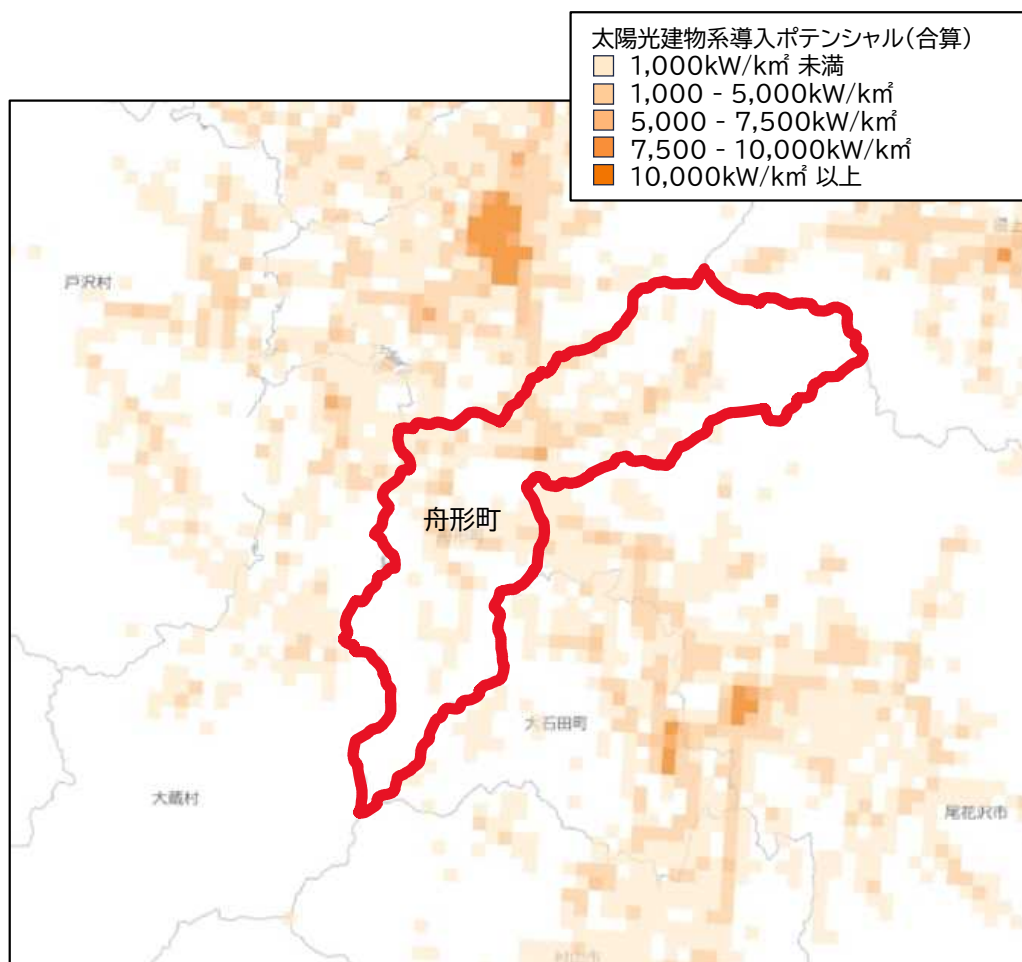 太陽光建物系導入ポテンシャル(合算)
1,000kW/k㎡ 未満
1,000 - 5,000kW/k㎡
5,000 - 7,500kW/k㎡
7,500 - 10,000kW/k㎡
10,000kW/k㎡ 以上
戸沢村
舟形町
大石田町
大蔵村
尾花沢市